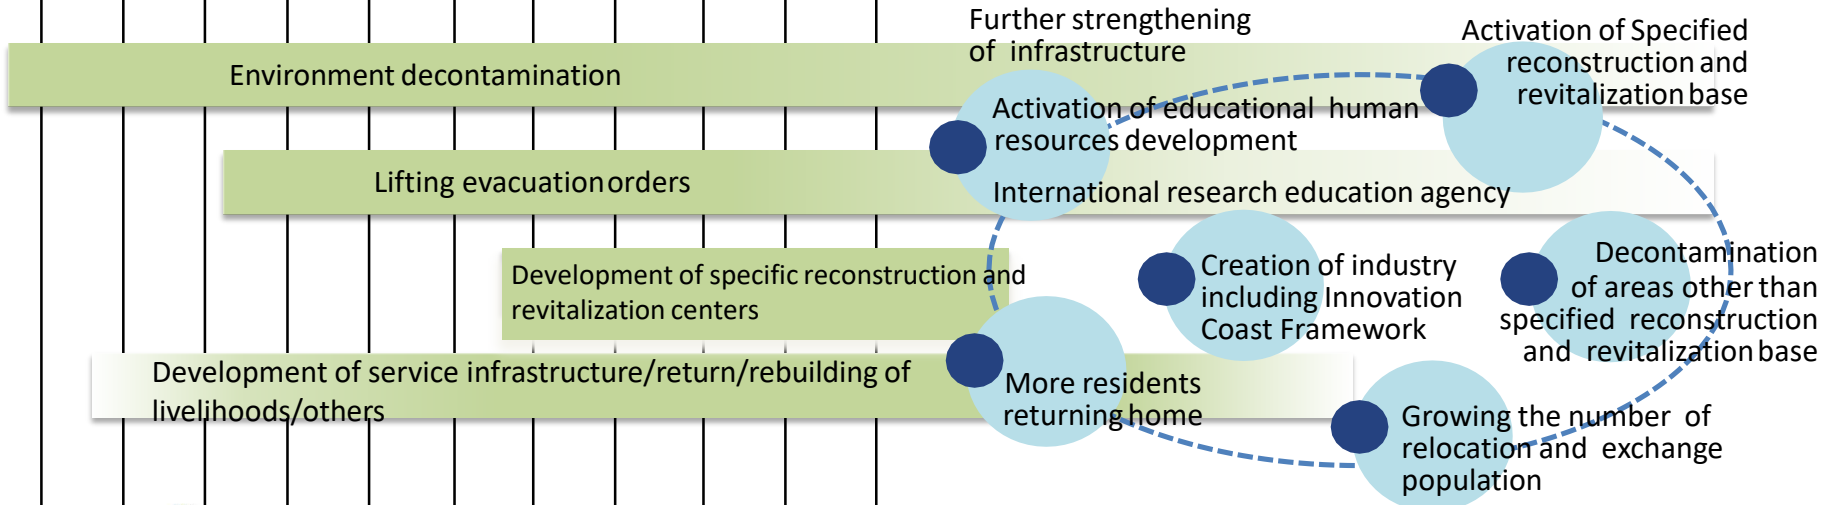 Further strengthening
of infrastructure
Activation of Specified
reconstruction and
revitalization base
Environment decontamination
Activation of educational human
resources development
Lifting evacuation orders
International research education agency
Development of specific reconstruction and
revitalization centers
Creation of industry
including Innovation
Coast Framework
Decontamination
of areas other than
specified reconstruction
and revitalization base
Development of service infrastructure/return/rebuilding of
livelihoods/others
More residents
returning home
Growing the number of
relocation and exchange
population